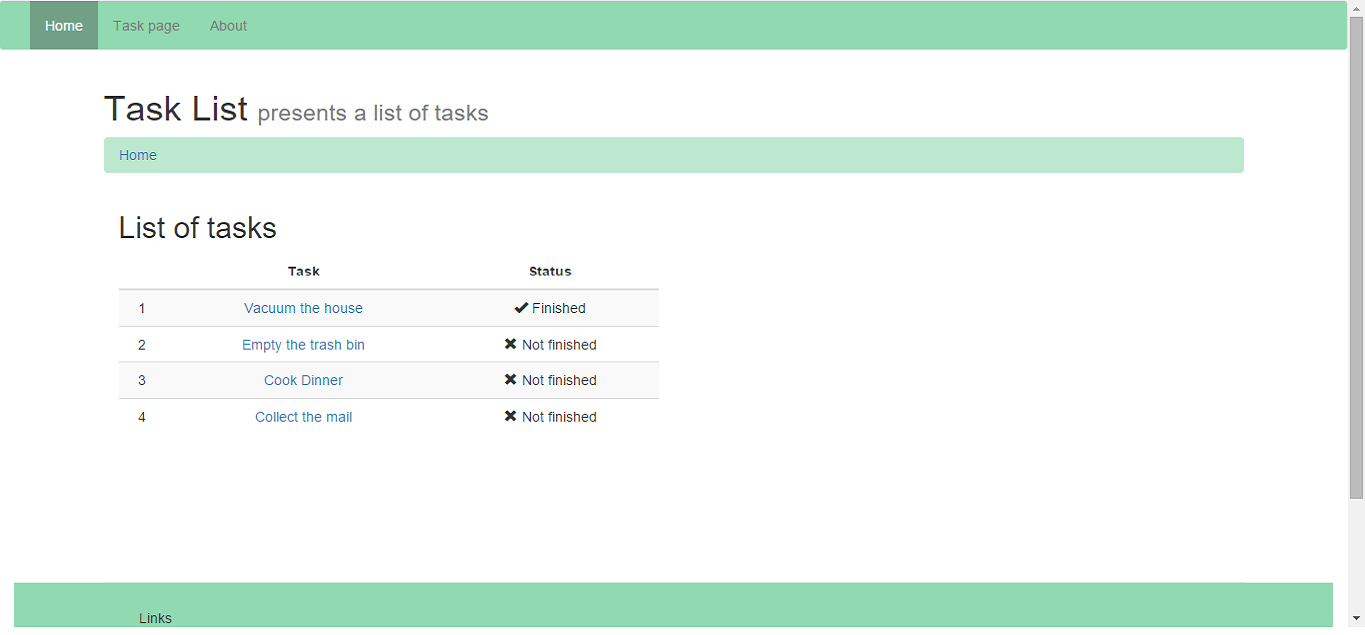 Home Task page About
Task List presents a list of tasks
Home
List of tasks
Task Status
1 Vacuum the house ✔ Finished
2 Empty the trash bin ✖ Not finished
3 Cook Dinner ✖ Not finished
4 Collect the mail ✖ Not finished
Links